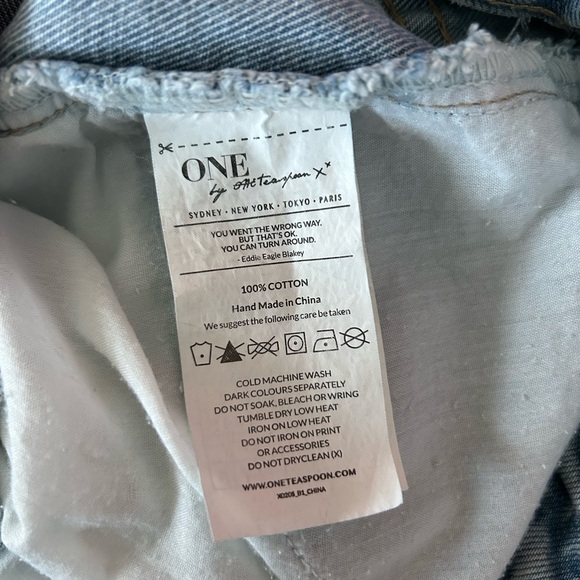 ONE
by One teaspoon xx
SYDNEY • NEW YORK • TOKYO • PARIS
YOU WENT THE WRONG WAY.
BUT THAT'S OK.
YOU CAN TURN AROUND.
- Eddie Eagle Blakey
100% COTTON
Hand Made in China
We suggest the following care be taken
COLD MACHINE WASH
DARK COLOURS SEPARATELY
DO NOT SOAK, BLEACH OR WRING
TUMBLE DRY LOW HEAT
IRON ON LOW HEAT
DO NOT IRON ON PRINT
OR ACCESSORIES
DO NOT DRYCLEAN (X)
WWW.ONETEASPOON.COM
X0208_B1_CHINA